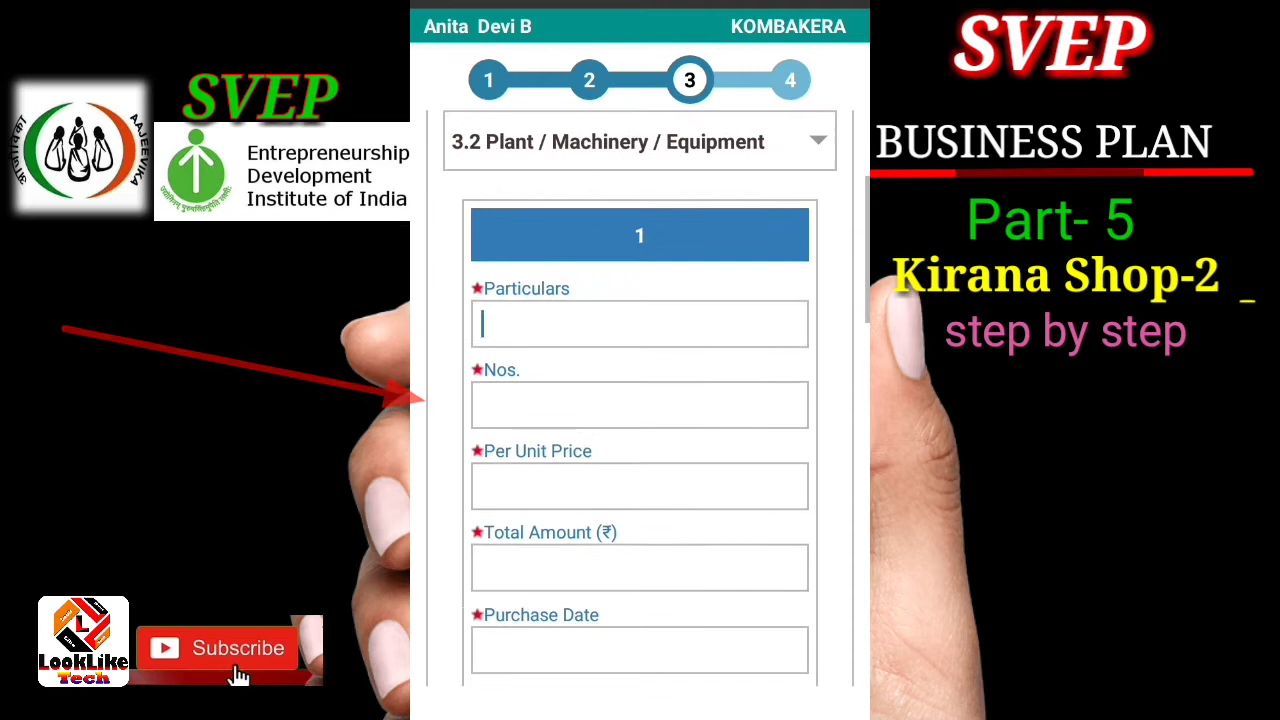 SVEP
आजीविका
AAJEEVIKA
Entrepreneurship
Development
Institute of India
Anita Devi B KOMBAKERA
1 2 3 4
3.2 Plant / Machinery / Equipment
1
★Particulars
★Nos.
★Per Unit Price
★Total Amount (₹)
★Purchase Date
SVEP
BUSINESS PLAN
Part- 5
Kirana Shop-2 _
step by step
L
LookLike
Tech
Subscribe